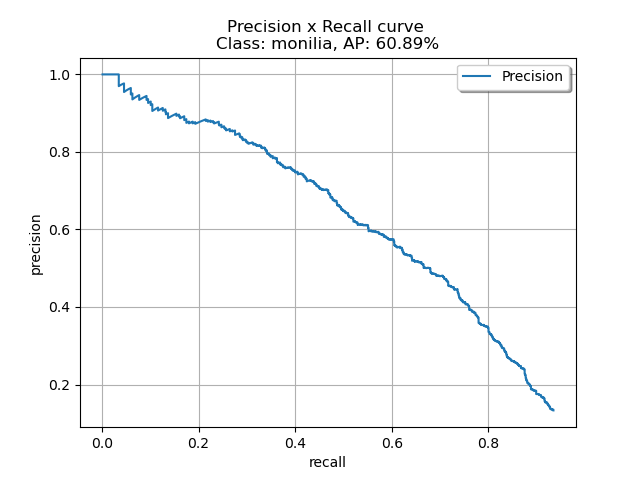 Precision x Recall curve
Class: monilia, AP: 60.89%
Precision
1.0
0.8
0.6
0.4
0.2
precision
0.0 0.2 0.4 0.6 0.8
recall